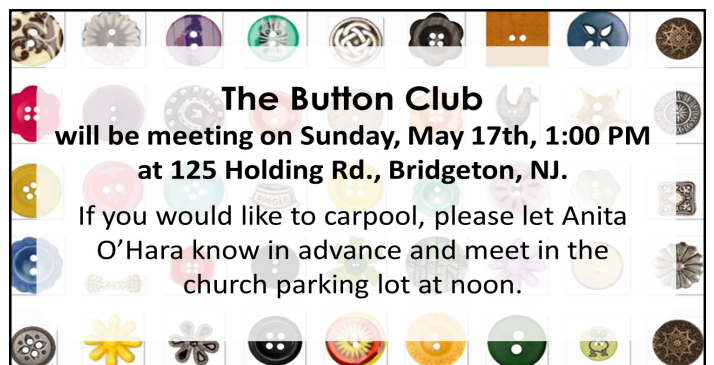 The Button Club
will be meeting on Sunday, May 17th, 1:00 PM
at 125 Holding Rd., Bridgeton, NJ.
If you would like to carpool, please let Anita
O’Hara know in advance and meet in the
church parking lot at noon.